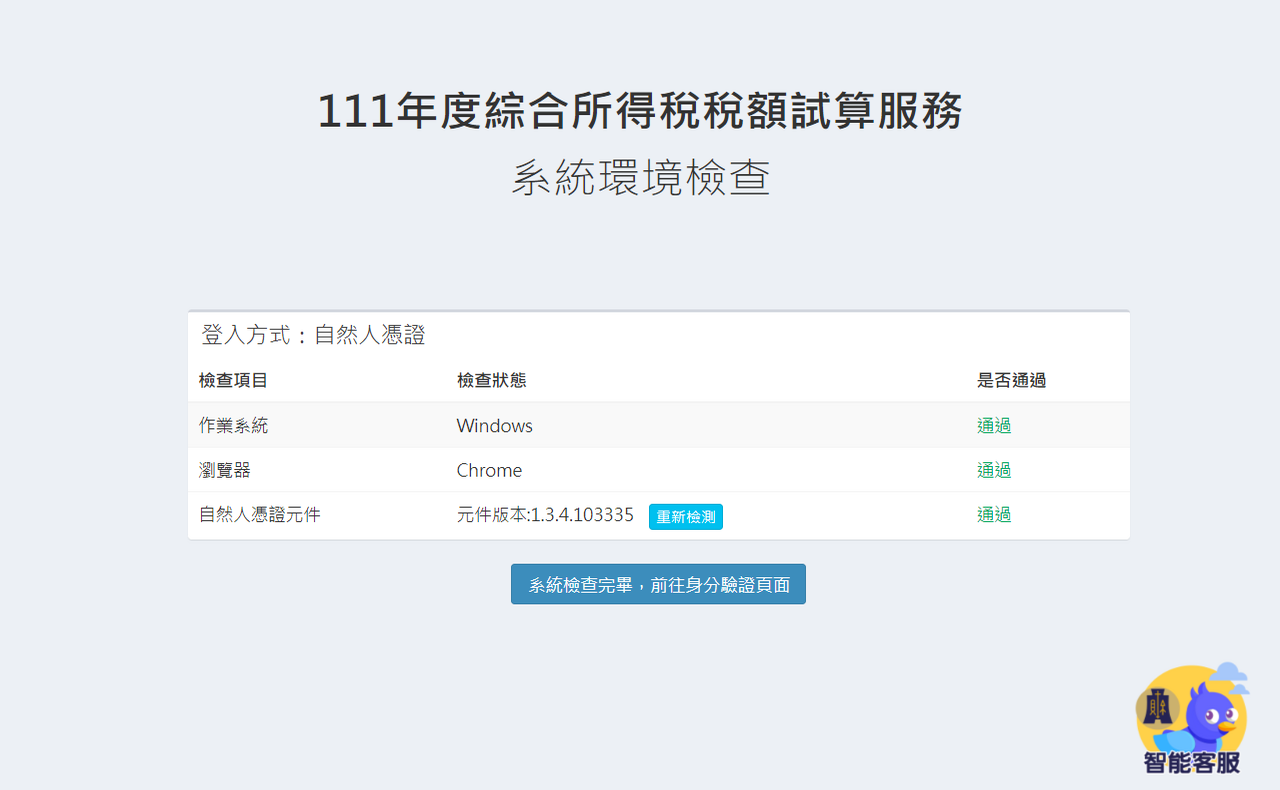 111年度綜合所得稅稅額試算服務
系統環境檢查
登入方式：自然人憑證
檢查項目 檢查狀態 是否通過
作業系統 Windows 通過
瀏覽器 Chrome 通過
自然人憑證元件 元件版本:1.3.4.103335 重新檢測 通過
系統檢查完畢，前往身分驗證頁面
財
智能客服